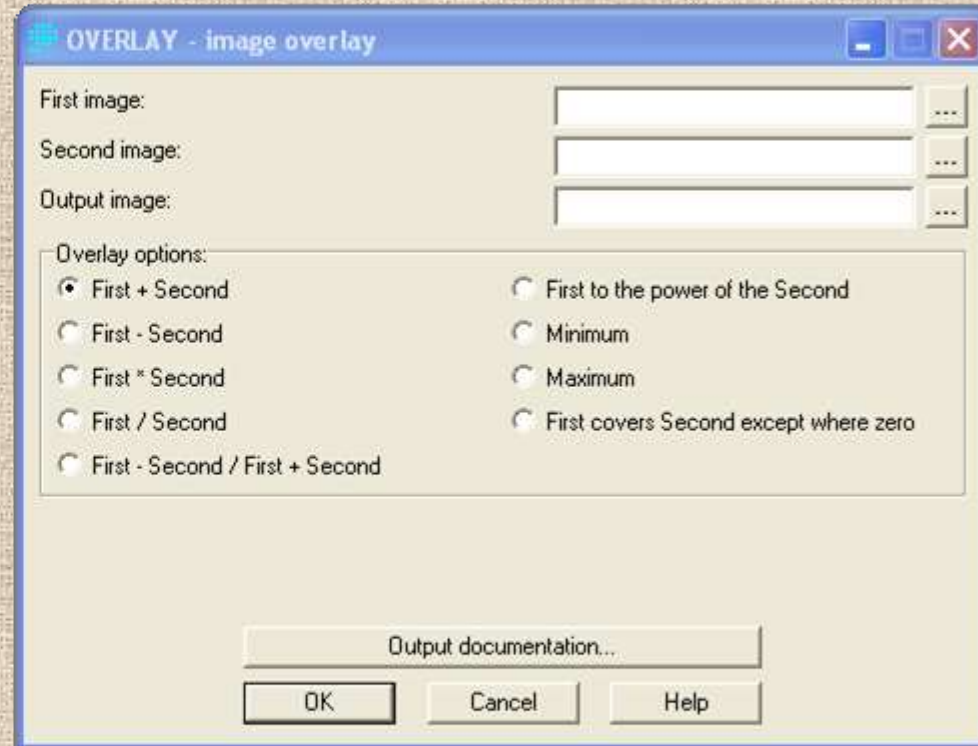 OVERLAY - image overlay
First image:
...
Second image:
...
Output image:
...
Overlay options:
First + Second
First - Second
First * Second
First / Second
First - Second / First + Second
First to the power of the Second
Minimum
Maximum
First covers Second except where zero
Output documentation...
OK Cancel Help